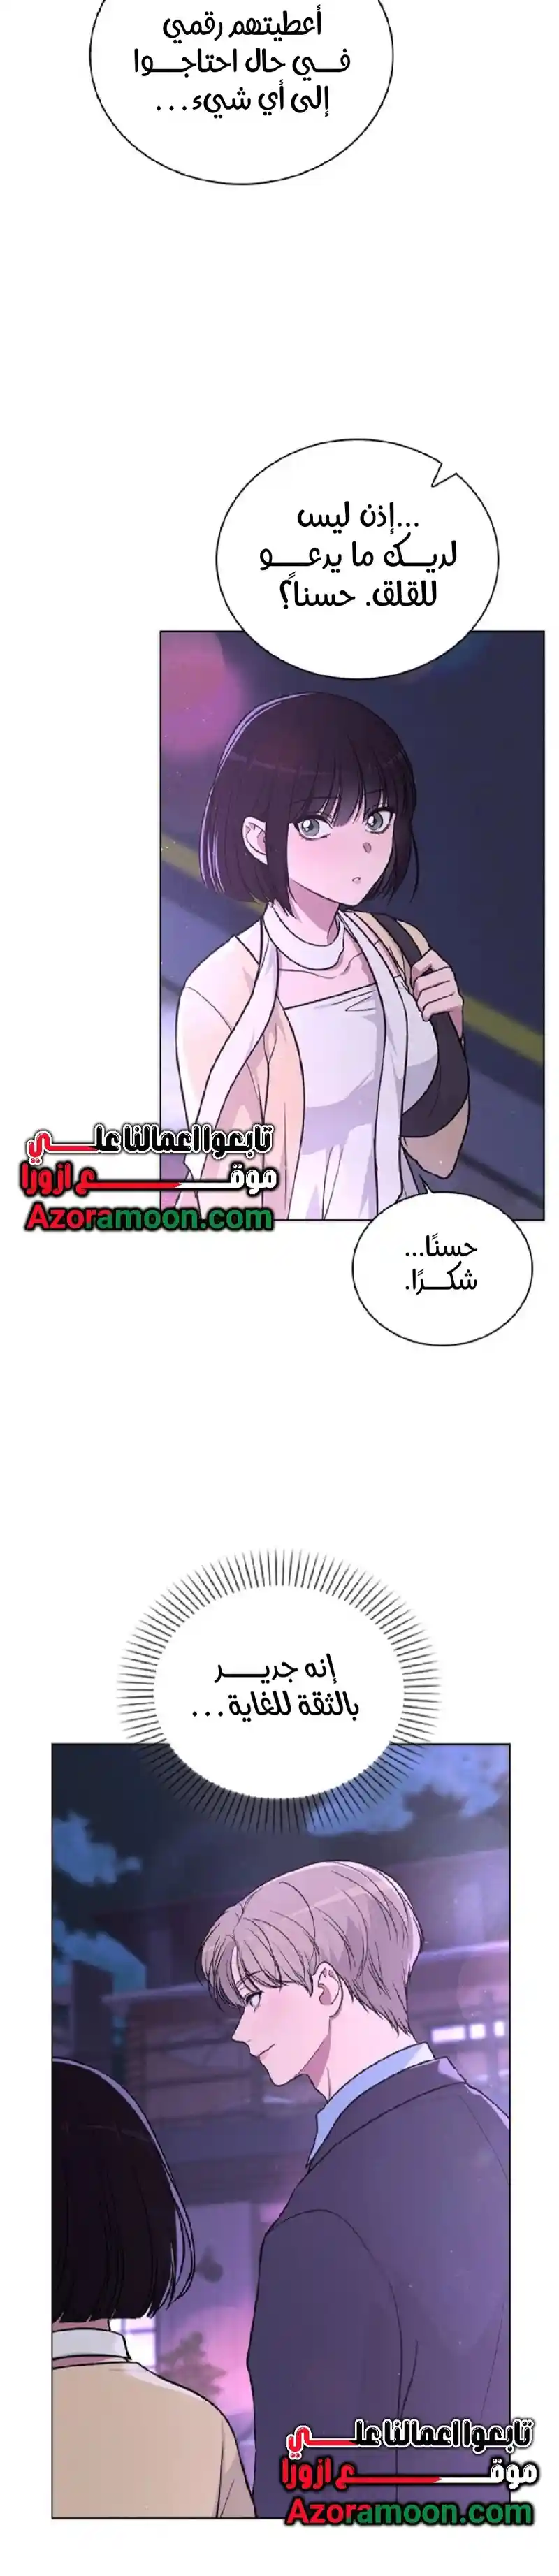 أعطيتهم رقمي
في حال احتاجوا
إلى أي شيء...
...إذن ليس
لديك ما يدعو
للقلق. حسناً؟
تابعوا اعمالنا علي
موقع ازورا
Azoramoon.com
حسنًا...
شكرًا.
إنه جدير
بالثقة للغاية...
تابعوا اعمالنا علي
موقع ازورا
Azoramoon.com